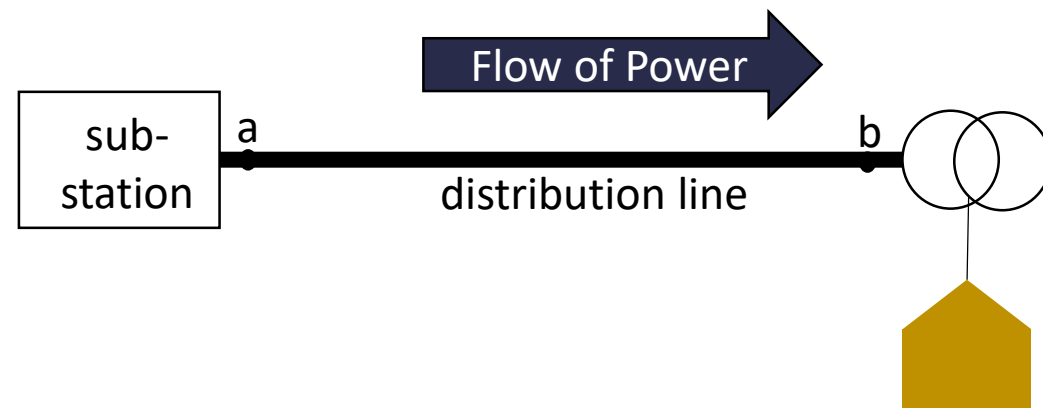 Flow of Power
sub-
station
a
b
distribution line